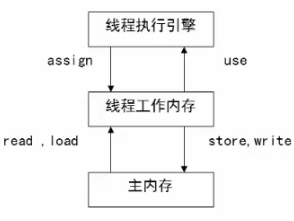 线程执行引擎
assign
use
线程工作内存
read ,load
store,write
主内存